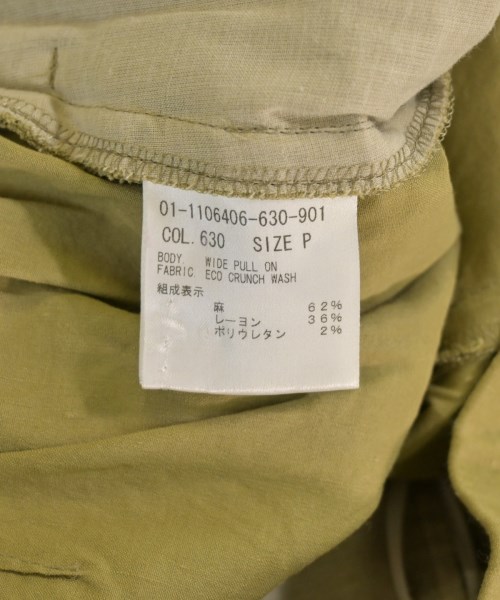 01-1106406-630-901
COL. 630 SIZE P
BODY. WIDE PULL ON
FABRIC ECO CRUNCH WASH
組成表示
麻 62%
レーヨン 36%
ポリウレタン 2%